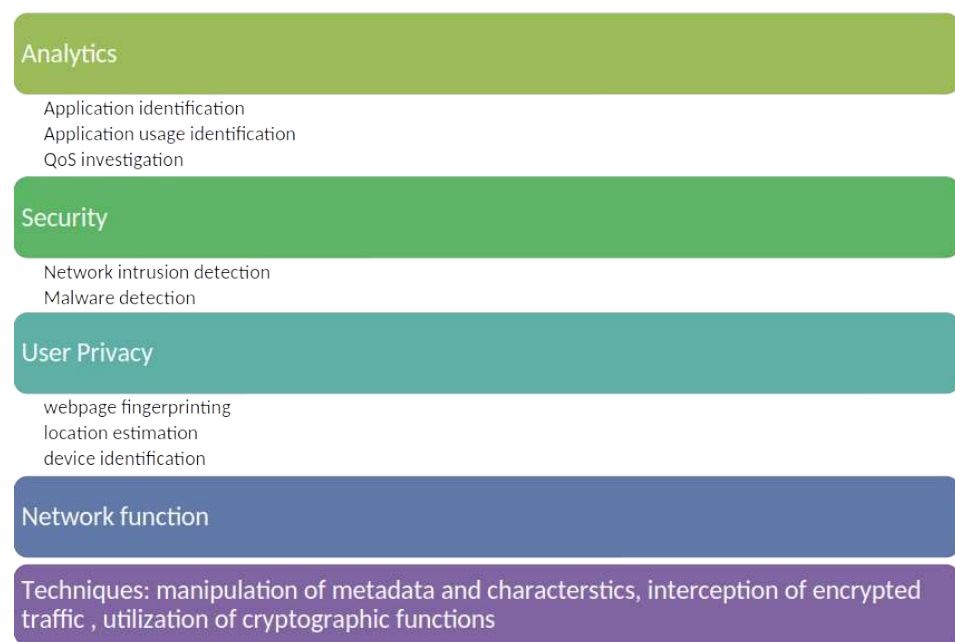 Analytics
Application identification
Application usage identification
QoS investigation
Security
Network intrusion detection
Malware detection
User Privacy
webpage fingerprinting
location estimation
device identification
Network function
Techniques: manipulation of metadata and characterstics, interception of encrypted
traffic , utilization of cryptographic functions